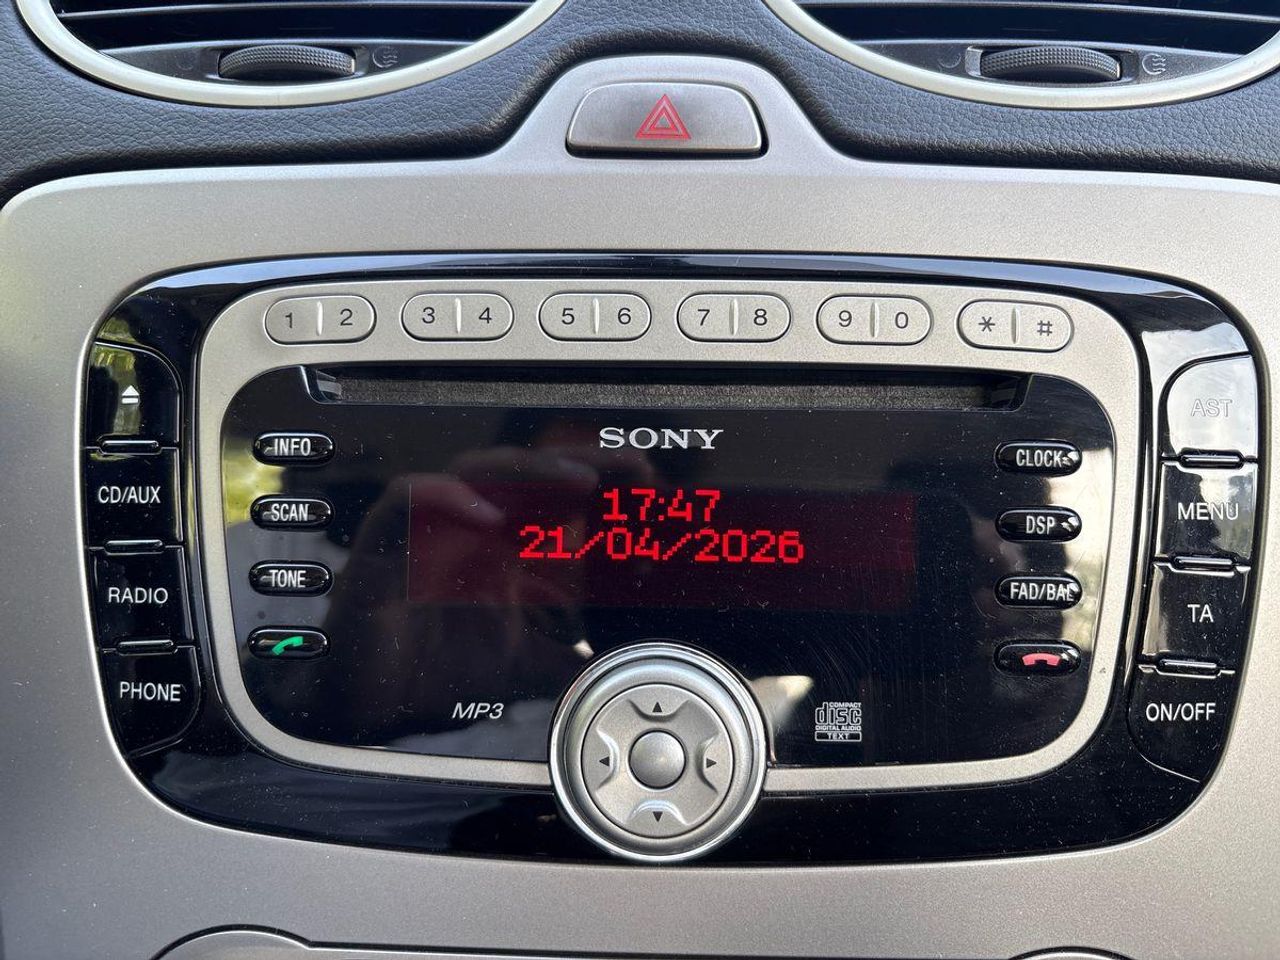 1 2 3 4 5 6 7 8 9 0 * #
SONY
AST
INFO
CLOCK
CD/AUX
SCAN
17:47
DSP
MENU
21/04/2026
TONE
FAD/BAL
RADIO
TA
PHONE
MP3
COMPACT
disc
DIGITAL AUDIO
TEXT
ON/OFF